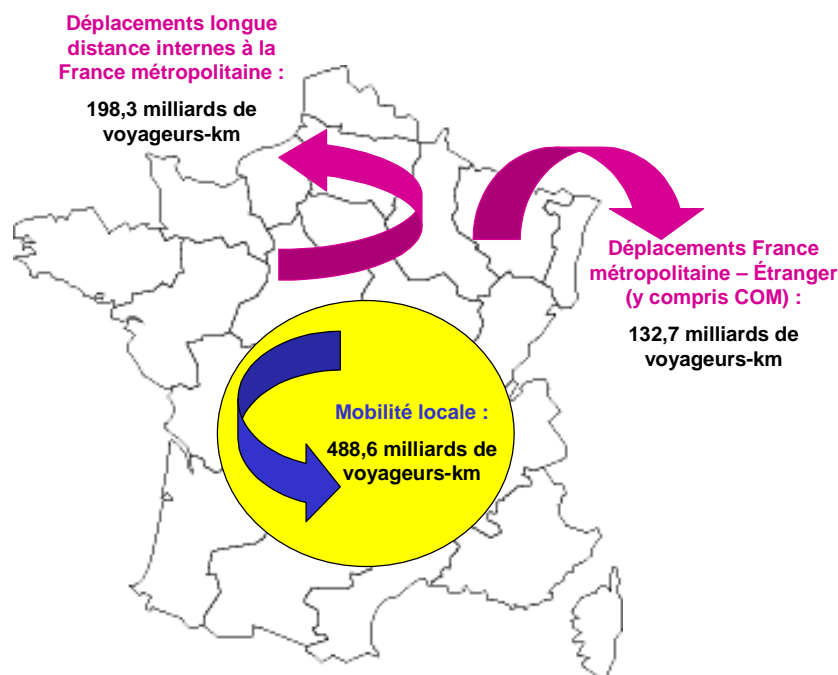 Déplacements longue
distance internes à la
France métropolitaine :
198,3 milliards de
voyageurs-km
Déplacements France
métropolitaine – Étranger
(y compris COM) :
132,7 milliards de
voyageurs-km
Mobilité locale :
488,6 milliards de
voyageurs-km